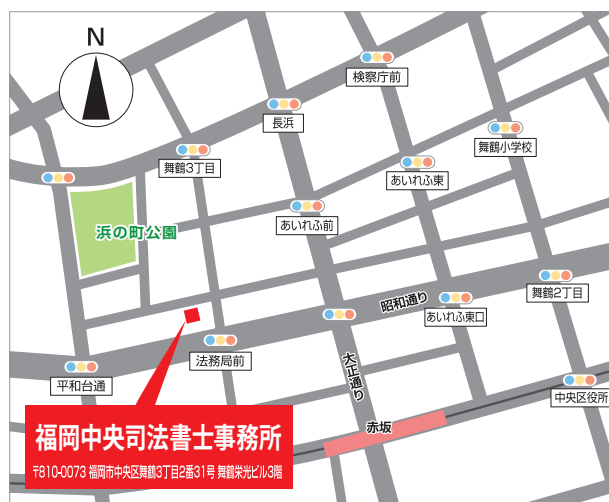 N
検察庁前
長浜
舞鶴小学校
舞鶴3丁目
あいれふ東
あいれふ前
浜の町公園
舞鶴2丁目
昭和通り
あいれふ東口
法務局前
大正通り
平和台通
中央区役所
赤坂
福岡中央司法書士事務所
〒810-0073 福岡市中央区舞鶴3丁目2番31号 舞鶴栄光ビル3階